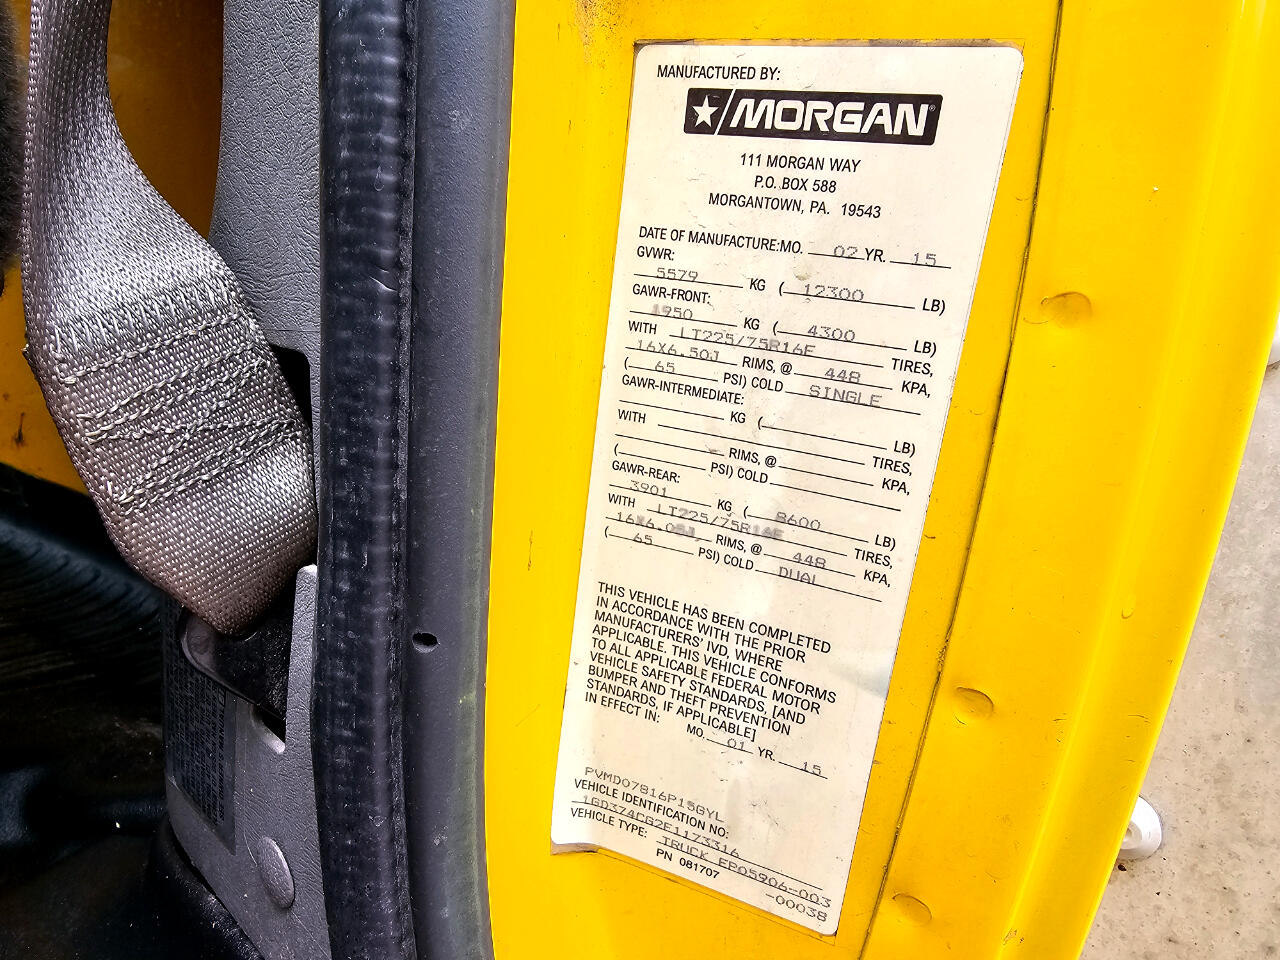 MANUFACTURED BY:
MORGAN®
111 MORGAN WAY
P.O. BOX 588
MORGANTOWN, PA. 19543
DATE OF MANUFACTURE:MO. 02 YR. 15
GVWR:
5579 KG ( 12300 LB)
GAWR-FRONT:
1950 KG ( 4300 LB)
WITH LT225/75R16E TIRES,
16X6.50J RIMS, @ 448 KPA,
( 65 PSI) COLD SINGLE
GAWR-INTERMEDIATE:
KG ( LB)
WITH TIRES,
RIMS, @ KPA,
( PSI) COLD
GAWR-REAR:
3901 KG ( 8600 LB)
WITH LT225/75R16E TIRES,
RIMS, @ 448 KPA,
( 65 PSI) COLD DUAL
THIS VEHICLE HAS BEEN COMPLETED
IN ACCORDANCE WITH THE PRIOR
MANUFACTURERS' IVD, WHERE
APPLICABLE. THIS VEHICLE CONFORMS
TO ALL APPLICABLE FEDERAL MOTOR
VEHICLE SAFETY STANDARDS, [AND
BUMPER AND THEFT PREVENTION
STANDARDS, IF APPLICABLE]
IN EFFECT IN:
MO. 01 YR. 15
PVMD07816P15GYL
VEHICLE IDENTIFICATION NO:
1GD374CG2F1173316
VEHICLE TYPE: TRUCK EP05906-003
PN 081707 -00038